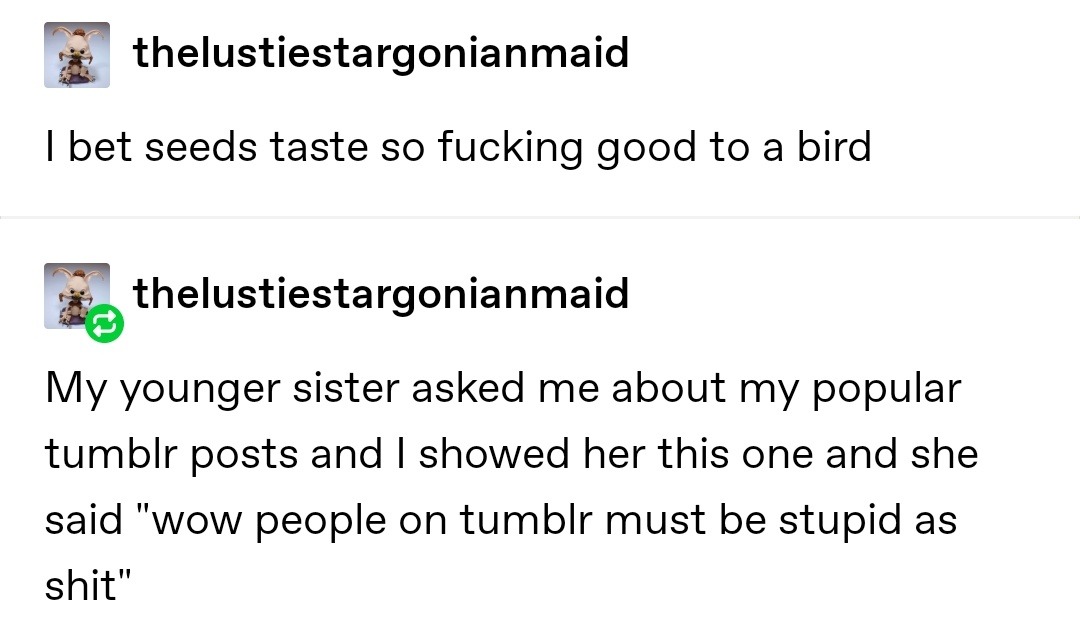 thelustiestargonianmaid
I bet seeds taste so fucking good to a bird
thelustiestargonianmaid
My younger sister asked me about my popular
tumblr posts and I showed her this one and she
said "wow people on tumblr must be stupid as
shit"